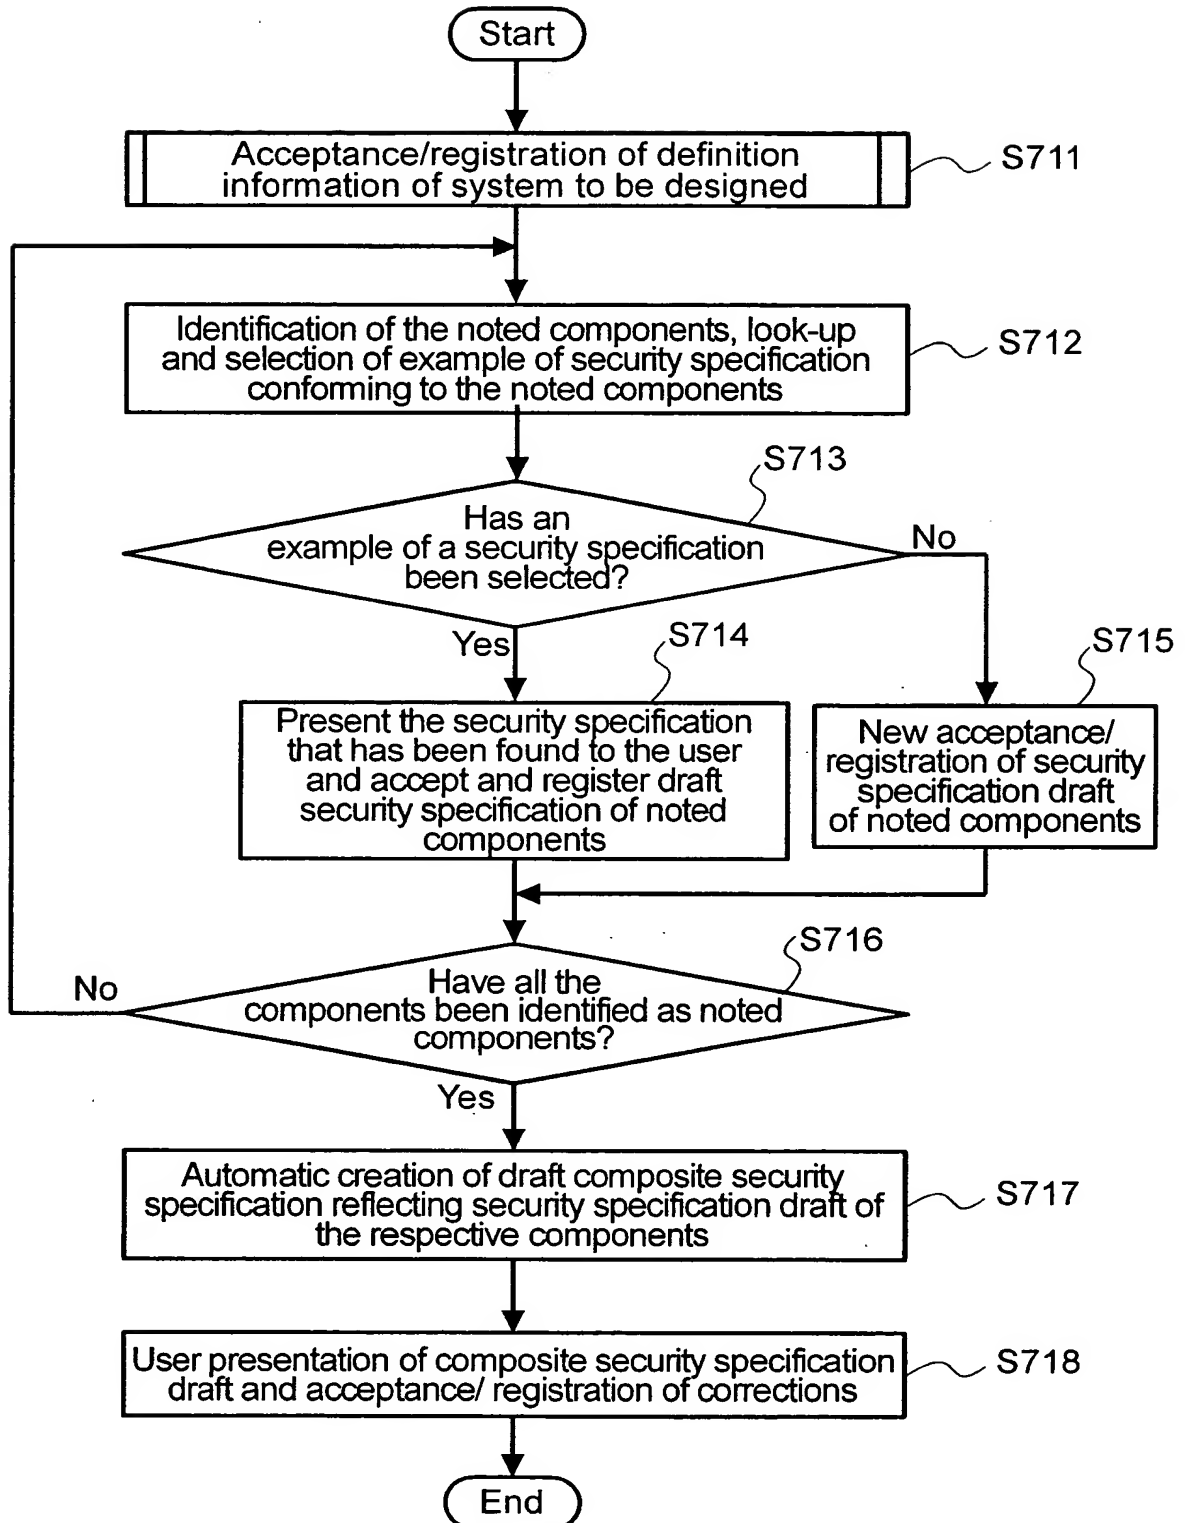 Start
Acceptance/registration of definition
information of system to be designed
S711
Identification of the noted components, look-up
and selection of example of security specification
conforming to the noted components
S712
S713
Has an
example of a security specification
been selected?
No
Yes
S714
S715
Present the security specification
that has been found to the user
and accept and register draft
security specification of noted
components
New acceptance/
registration of security
specification draft
of noted components
S716
Have all the
components been identified as noted
components?
No
Yes
Automatic creation of draft composite security
specification reflecting security specification draft of
the respective components
S717
User presentation of composite security specification
draft and acceptance/ registration of corrections
S718
End